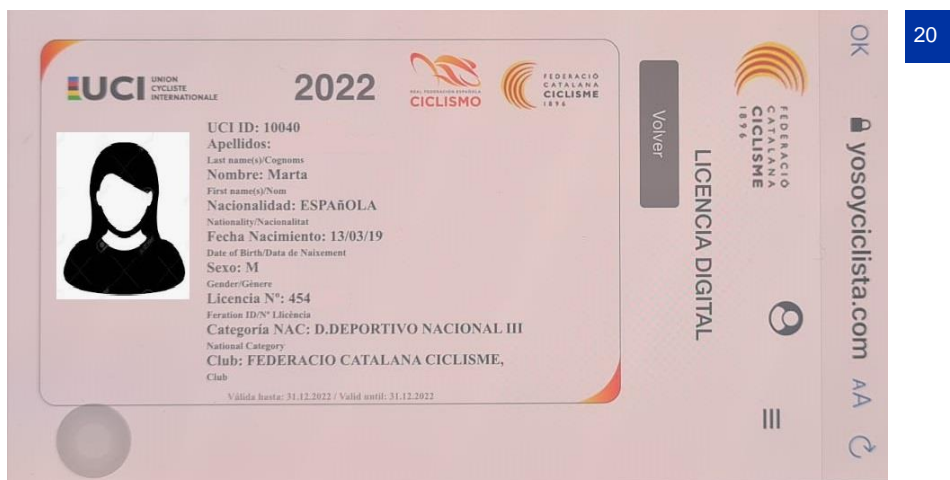 20
UCI UNION
CYCLISTE
INTERNATIONALE
2022
REAL FEDERACIÓN ESPAÑOLA
CICLISMO
FEDERACIÓ
CATALANA
CICLISME
1896
UCI ID: 10040
Apellidos:
Last name(s)/Cognoms
Nombre: Marta
First name(s)/Nom
Nacionalidad: ESPAñOLA
Nationality/Nacionalitat
Fecha Nacimiento: 13/03/19
Date of Birth/Data de Naixement
Sexo: M
Gender/Gènere
Licencia Nº: 454
Feration ID/Nº Llicència
Categoría NAC: D.DEPORTIVO NACIONAL III
National Category
Club: FEDERACIO CATALANA CICLISME,
Club
Válida hasta: 31.12.2022 / Valid until: 31.12.2022
Volver
LICENCIA DIGITAL
FEDERACIÓ
CATALANA
CICLISME
1896
OK
yosoyciclista.com
AA